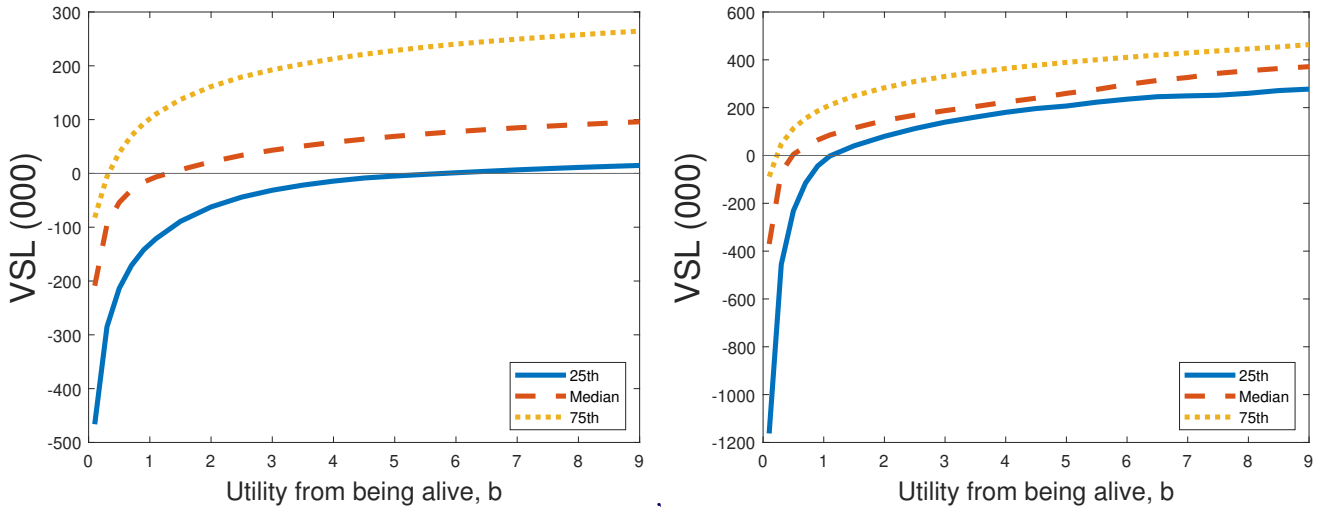 300
200
100
0
-100
-200
-300
-400
-500
VSL (000)
0 1 2 3 4 5 6 7 8 9
Utility from being alive, b
25th
Median
75th
,
600
400
200
0
-200
-400
-600
-800
-1000
-1200
VSL (000)
0 1 2 3 4 5 6 7 8 9
Utility from being alive, b
25th
Median
75th